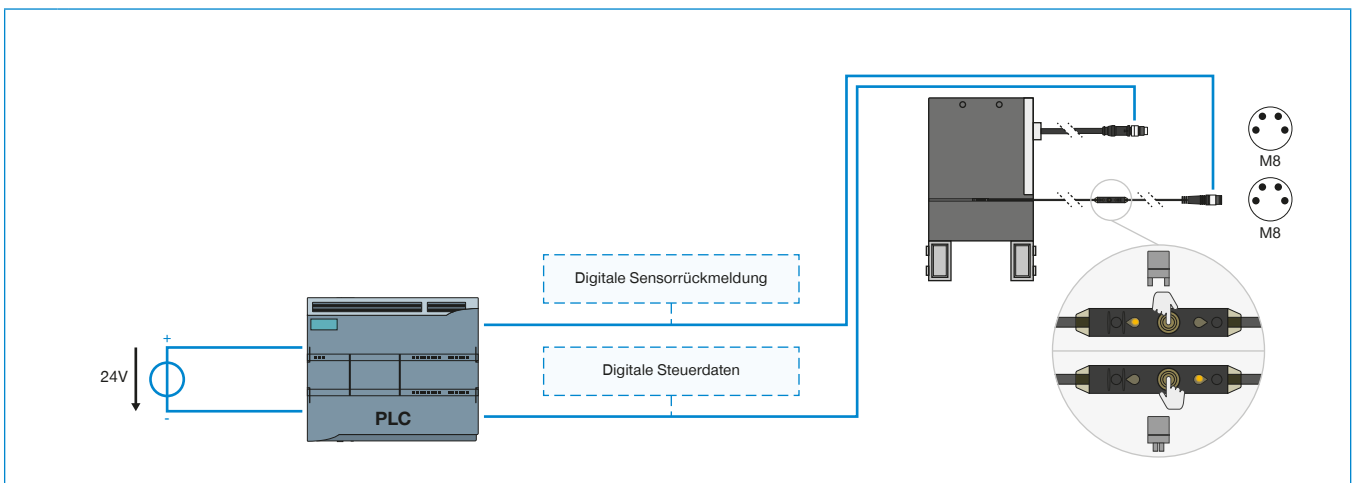 M8
M8
Digitale Sensorrückmeldung
Digitale Steuerdaten
+
24V
-
PLC